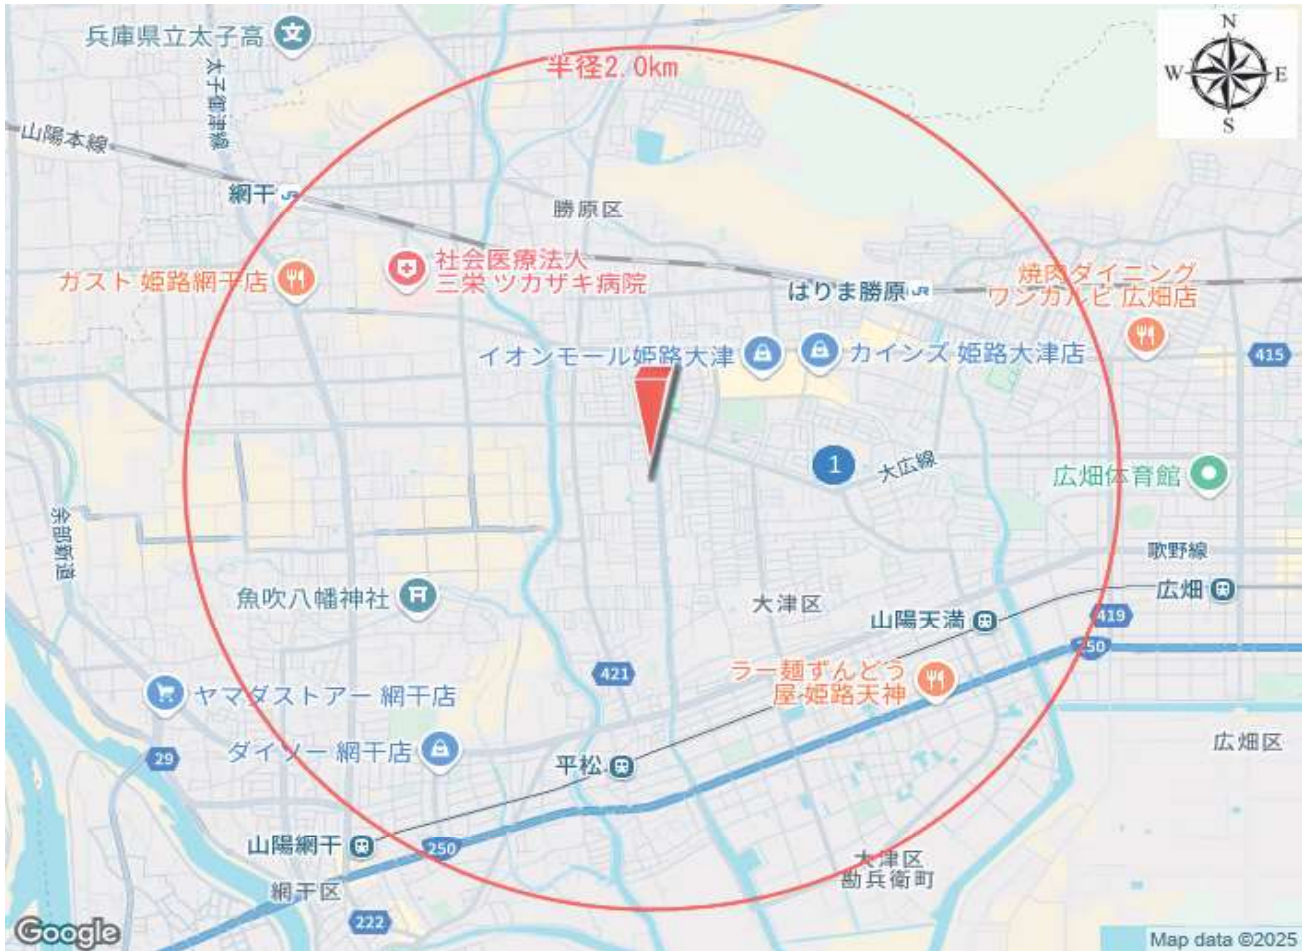 兵庫県立太子高
太子御津線
半径2.0km
N
W
E
S
山陽本線
網干
勝原区
社会医療法人
三栄 ツカザキ病院
ガスト 姫路網干店
はりま勝原
焼肉ダイニング
ワンカルビ 広畑店
イオンモール姫路大津
カインズ 姫路大津店
415
1
大広線
広畑体育館
余部新道
歌野線
魚吹八幡神社
大津区
広畑
山陽天満
419
250
421
ラー麺ずんどう
屋 姫路天神
ヤマダストアー 網干店
29
ダイソー 網干店
平松
広畑区
山陽網干
250
大津区
勘兵衛町
網干区
222
Google
Map data ©2025